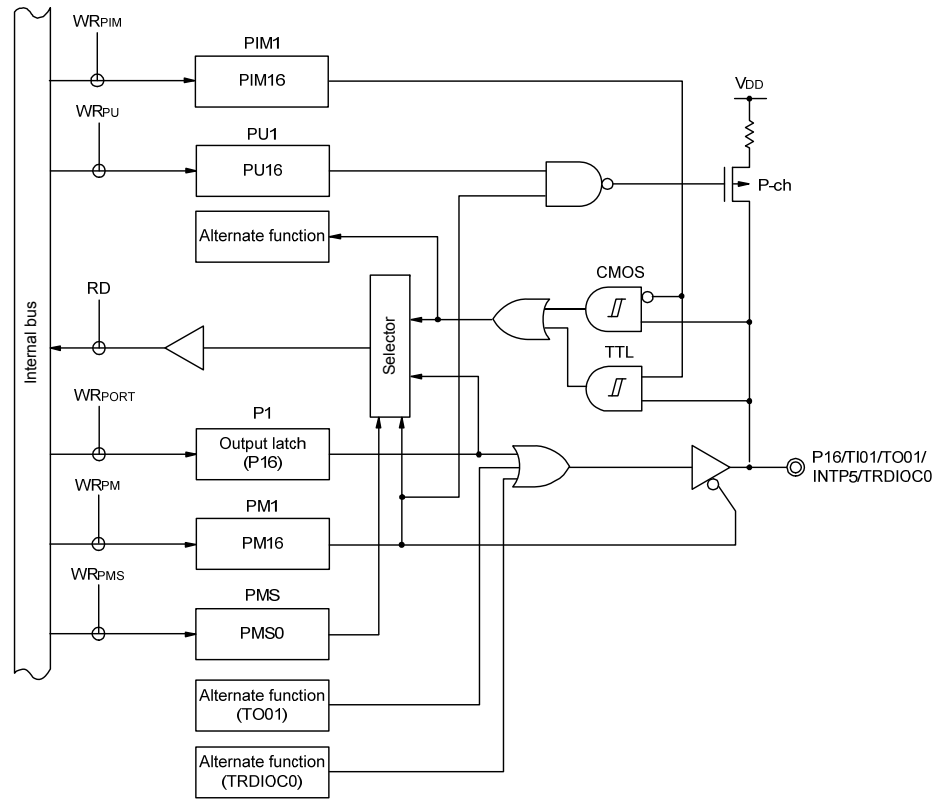 WRPIM
PIM1
PIM16
WRPU
PU1
PU16
VDD
P-ch
Alternate function
CMOS
RD
Internal bus
Selector
TTL
WRPORT
P1
Output latch
(P16)
P16/TI01/TO01/
INTP5/TRDIOC0
WRPM
PM1
PM16
WRPMS
PMS
PMS0
Alternate function
(TO01)
Alternate function
(TRDIOC0)